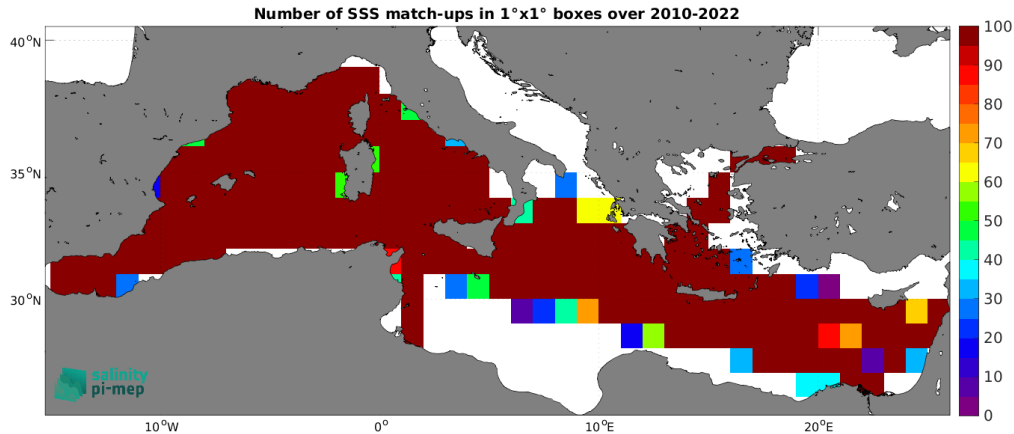 Number of SSS match-ups in 1°x1° boxes over 2010-2022
40°N
35°N
30°N
10°W
0°
10°E
20°E
100
90
80
70
60
50
40
30
20
10
0
salinity
pi-mep